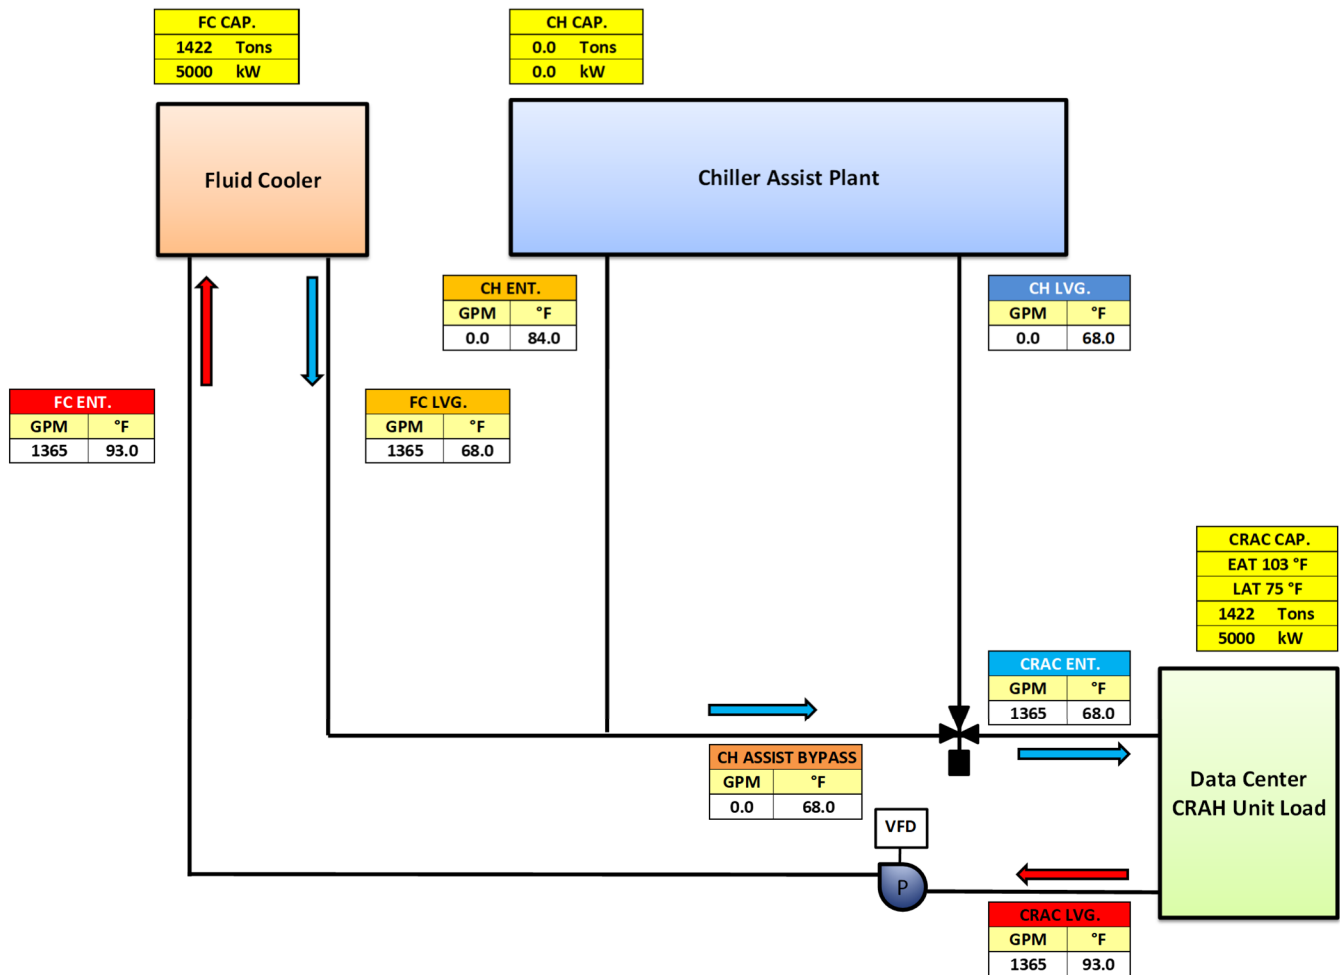 FC CAP.
1422 Tons
5000 kW
CH CAP.
0.0 Tons
0.0 kW
Fluid Cooler
Chiller Assist Plant
CH ENT.
GPM °F
0.0 84.0
CH LVG.
GPM °F
0.0 68.0
FC ENT.
GPM °F
1365 93.0
FC LVG.
GPM °F
1365 68.0
CRAC CAP.
EAT 103 °F
LAT 75 °F
1422 Tons
5000 kW
CRAC ENT.
GPM °F
1365 68.0
CH ASSIST BYPASS
GPM °F
0.0 68.0
Data Center
CRAH Unit Load
VFD
P
CRAC LVG.
GPM °F
1365 93.0